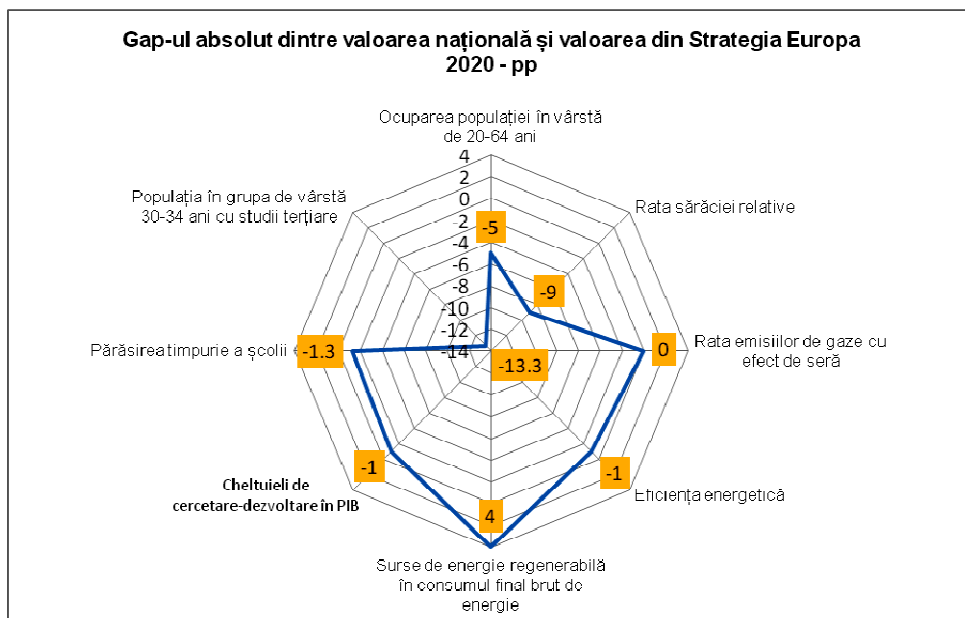 Gap-ul absolut dintre valoarea națională și valoarea din Strategia Europa
2020 - pp
Ocuparea populației în vârstă
de 20-64 ani
4
2
0
-2
-4
-6
-8
-10
-12
-14
Populația în grupa de vârstă
30-34 ani cu studii terțiare
Rata sărăciei relative
-5
-9
Părăsirea timpurie a școlii
-1.3
-13.3
0
Rata emisiilor de gaze cu
efect de seră
-1
-1
Cheltuieli de
cercetare-dezvoltare în PIB
Eficiența energetică
4
Surse de energie regenerabilă
în consumul final brut de
energie